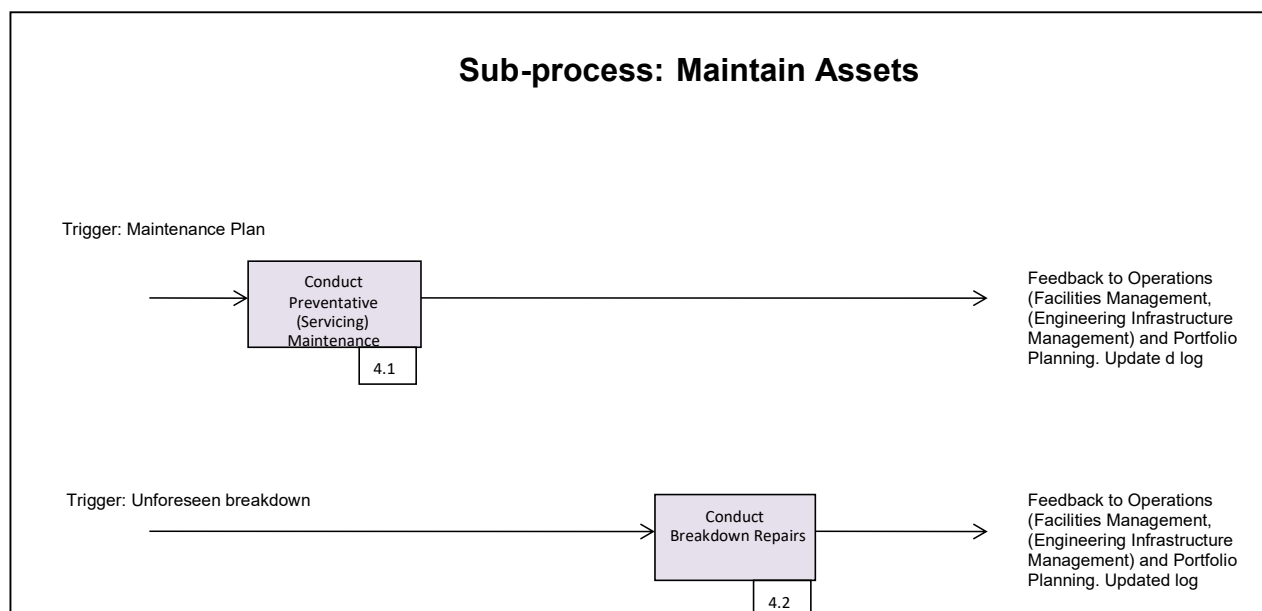 Sub-process: Maintain Assets
Trigger: Maintenance Plan
Conduct
Preventative
(Servicing)
Maintenance
4.1
Feedback to Operations
(Facilities Management,
(Engineering Infrastructure
Management) and Portfolio
Planning. Update d log
Trigger: Unforeseen breakdown
Conduct
Breakdown Repairs
4.2
Feedback to Operations
(Facilities Management,
(Engineering Infrastructure
Management) and Portfolio
Planning. Updated log